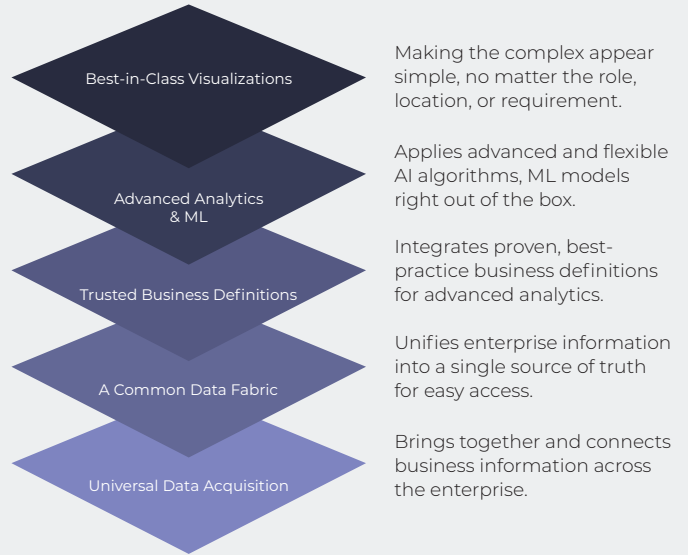 Best-in-Class Visualizations
Making the complex appear
simple, no matter the role,
location, or requirement.
Advanced Analytics
& ML
Applies advanced and flexible
AI algorithms, ML models
right out of the box.
Trusted Business Definitions
Integrates proven, best-
practice business definitions
for advanced analytics.
A Common Data Fabric
Unifies enterprise information
into a single source of truth
for easy access.
Universal Data Acquisition
Brings together and connects
business information across
the enterprise.